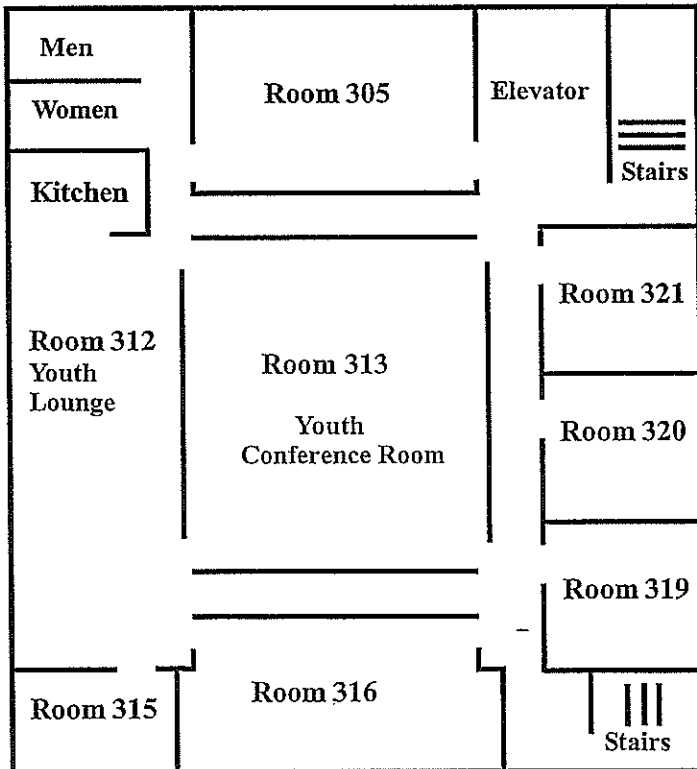 Men
Room 305
Elevator
Women
Stairs
Kitchen
Room 321
Room 312
Youth
Lounge
Room 313
Youth
Conference Room
Room 320
Room 319
Room 315
Room 316
Stairs